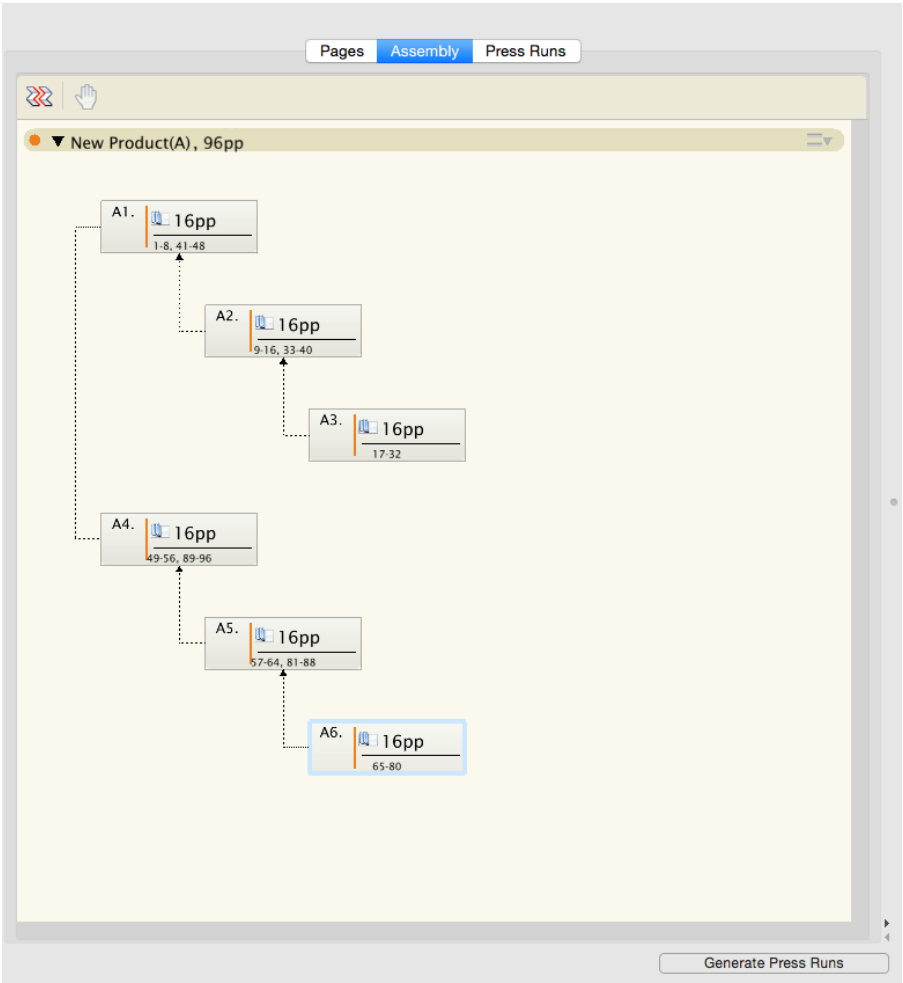 Pages Assembly Press Runs
New Product(A), 96pp
A1. 16pp
1-8, 41-48
A2. 16pp
9-16, 33-40
A3. 16pp
17-32
A4. 16pp
49-56, 89-96
A5. 16pp
57-64, 81-88
A6. 16pp
65-80
Generate Press Runs